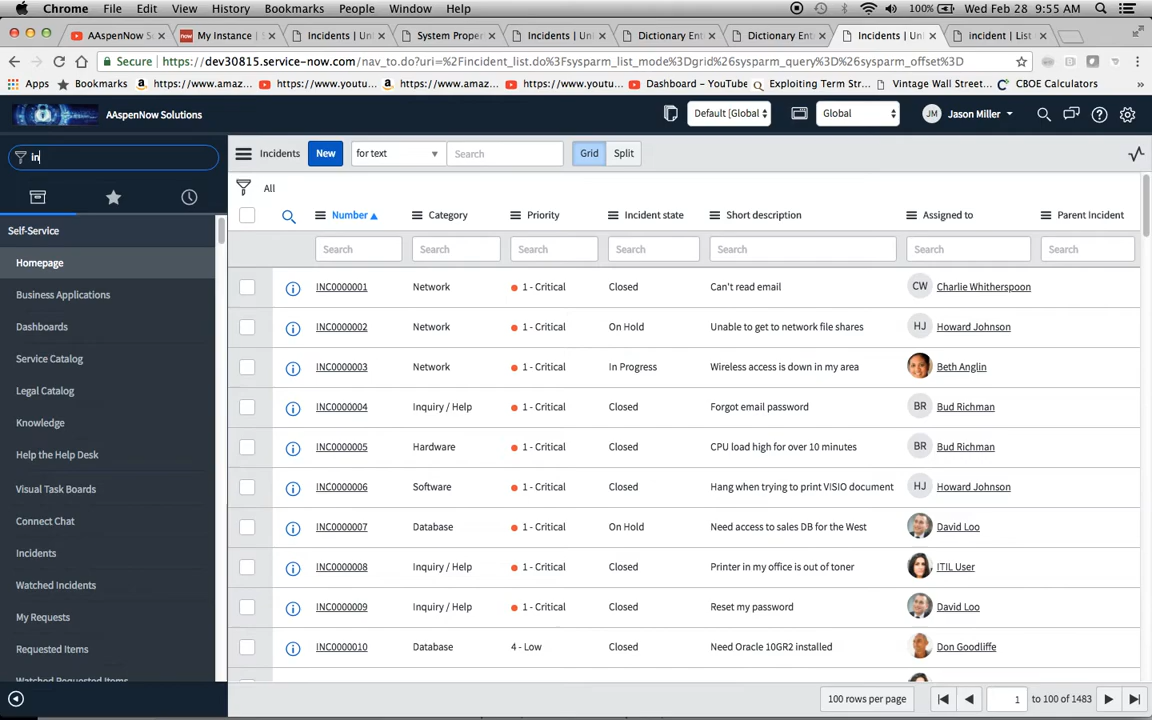 Chrome File Edit View History Bookmarks People Window Help 100% Wed Feb 28 9:55 AM
AAspenNow S My Instance | Incidents | Un System Proper Incidents | Un Dictionary Ent Dictionary Ent Incidents | Un incident | List
Secure https://dev30815.service-now.com/nav_to.do?uri=%2Fincident_list.do%3Fsysparm_list_mode%3Dgrid%26sysparm_query%3D%26sysparm_offset%3D
Apps Bookmarks https://www.amaz... https://www.youtu... https://www.amaz... https://www.youtu... Dashboard - YouTube Exploiting Term Str... Vintage Wall Street... CBOE Calculators
AAspenNow Solutions Default [Global Global JM Jason Miller
in
Incidents New for text Search Grid Split
All
Self-Service
Homepage
Business Applications
Dashboards
Service Catalog
Legal Catalog
Knowledge
Help the Help Desk
Visual Task Boards
Connect Chat
Incidents
Watched Incidents
My Requests
Requested Items
Watched Requested Items
Number Category Priority Incident state Short description Assigned to Parent Incident
Search Search Search Search Search Search Search
INC0000001 Network 1 - Critical Closed Can't read email CW Charlie Whitherspoon
INC0000002 Network 1 - Critical On Hold Unable to get to network file shares HJ Howard Johnson
INC0000003 Network 1 - Critical In Progress Wireless access is down in my area Beth Anglin
INC0000004 Inquiry / Help 1 - Critical Closed Forgot email password BR Bud Richman
INC0000005 Hardware 1 - Critical Closed CPU load high for over 10 minutes BR Bud Richman
INC0000006 Software 1 - Critical Closed Hang when trying to print VISIO document HJ Howard Johnson
INC0000007 Database 1 - Critical On Hold Need access to sales DB for the West David Loo
INC0000008 Inquiry / Help 1 - Critical Closed Printer in my office is out of toner ITIL User
INC0000009 Inquiry / Help 1 - Critical Closed Reset my password David Loo
INC0000010 Database 4 - Low Closed Need Oracle 10GR2 installed Don Goodliffe
100 rows per page 1 to 100 of 1483